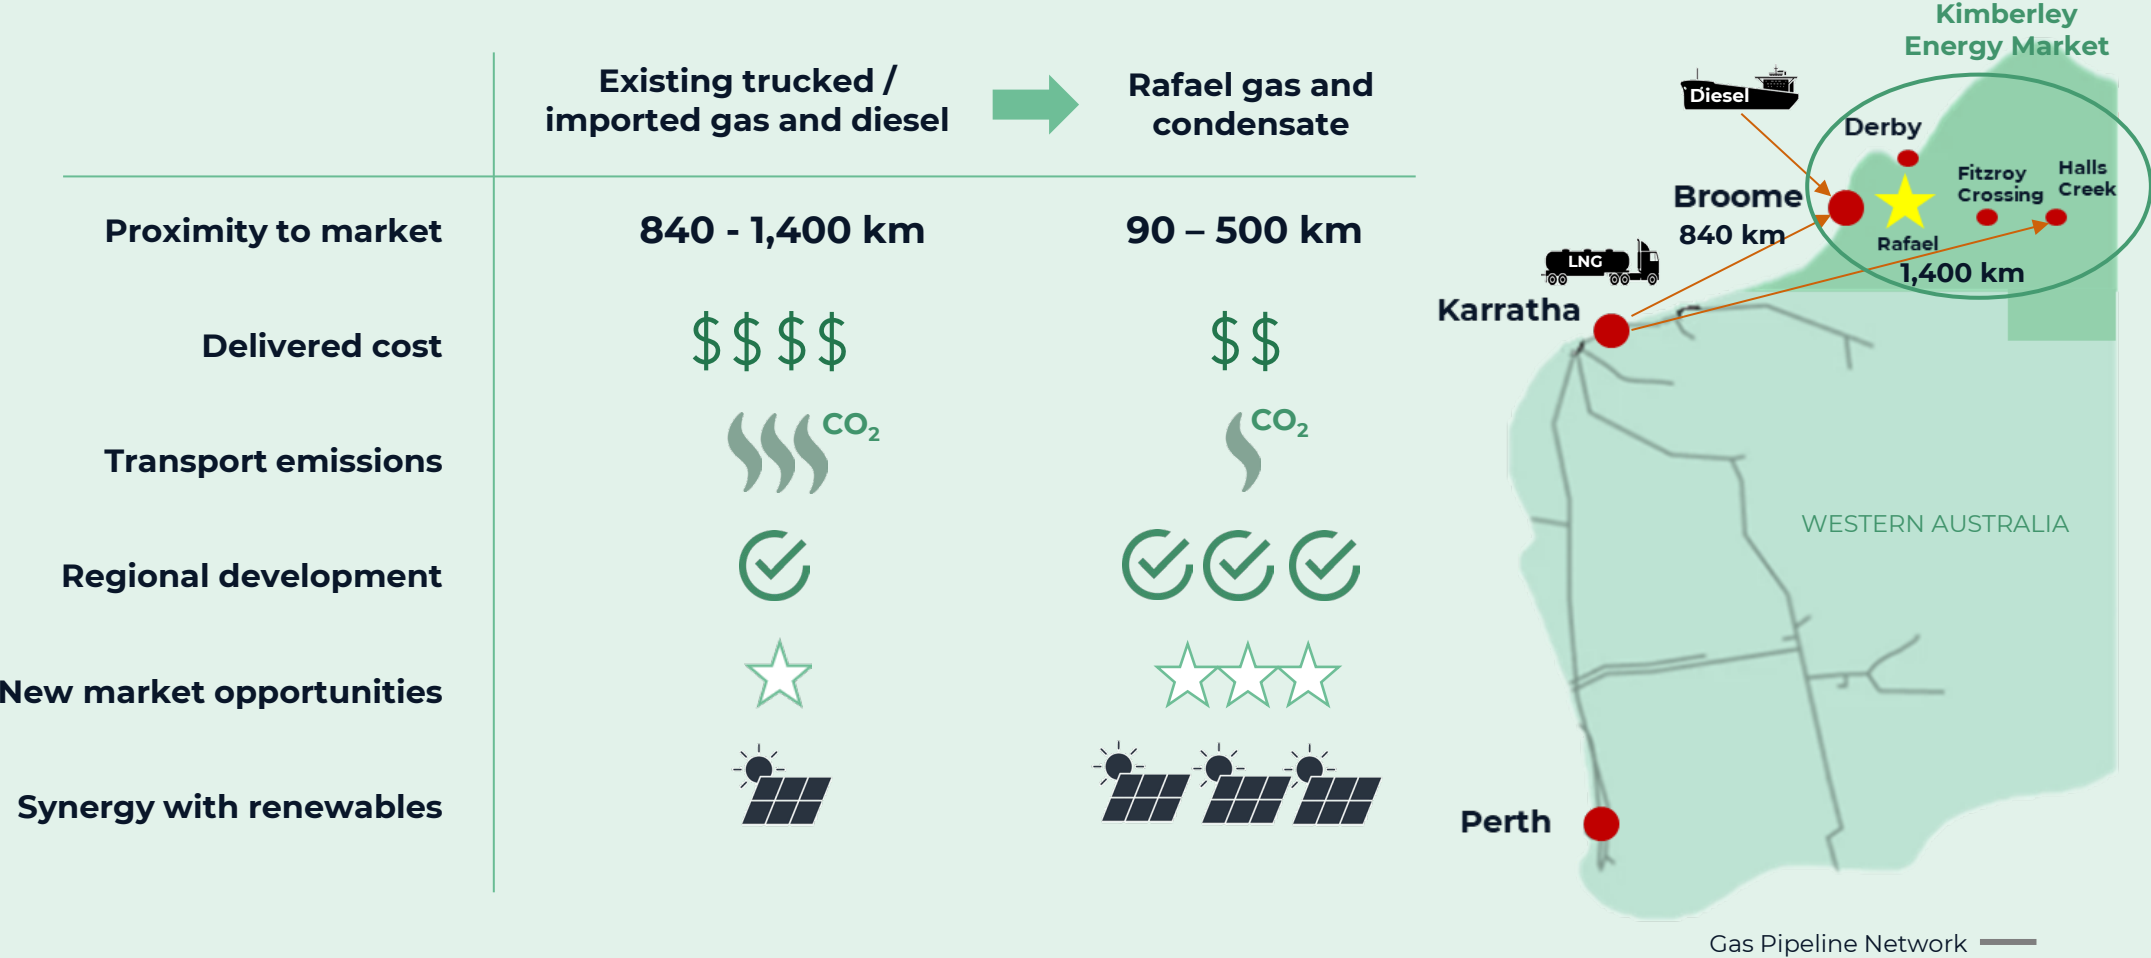 Existing trucked /
imported gas and diesel
Rafael gas and
condensate
Proximity to market
840 - 1,400 km
90 – 500 km
Delivered cost
$ $ $ $
$ $
Transport emissions
CO₂
CO₂
Regional development
New market opportunities
Synergy with renewables
Kimberley
Energy Market
Diesel
Derby
Fitzroy
Crossing
Halls
Creek
Broome
840 km
Rafael
1,400 km
LNG
Karratha
WESTERN AUSTRALIA
Perth
Gas Pipeline Network